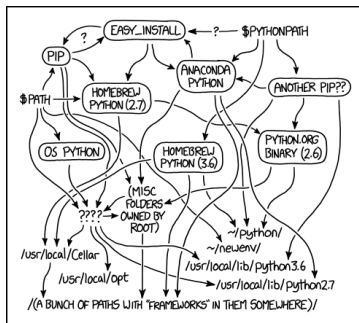 EASY_INSTALL
?
$PYTHONPATH
?
PIP
HOMEBREW
PYTHON (2.7)
ANACONDA
PYTHON
ANOTHER PIP??
$PATH
OS PYTHON
HOMEBREW
PYTHON (3.6)
PYTHON.ORG
BINARY (2.6)
(MISC
FOLDERS
OWNED BY
ROOT)
????
~/python/
~/newenv/
/usr/local/Cellar
/usr/local/opt
/usr/local/lib/python3.6
/usr/local/lib/python2.7
/(A BUNCH OF PATHS WITH "FRAMEWORKS" IN THEM SOMEWHERE)/